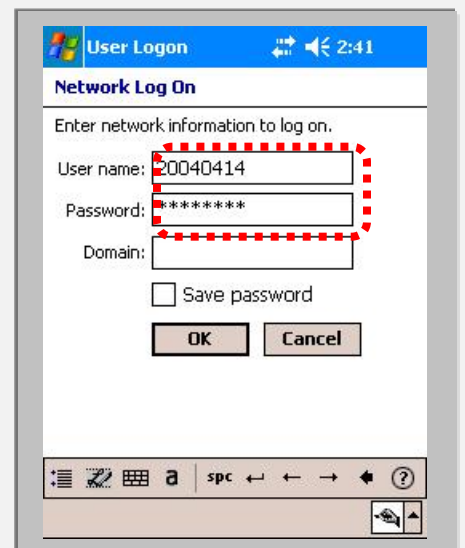 User Logon 2:41
Network Log On
Enter network information to log on.
User name: 20040414
Password: ********
Domain:
Save password
OK Cancel
a spc ?